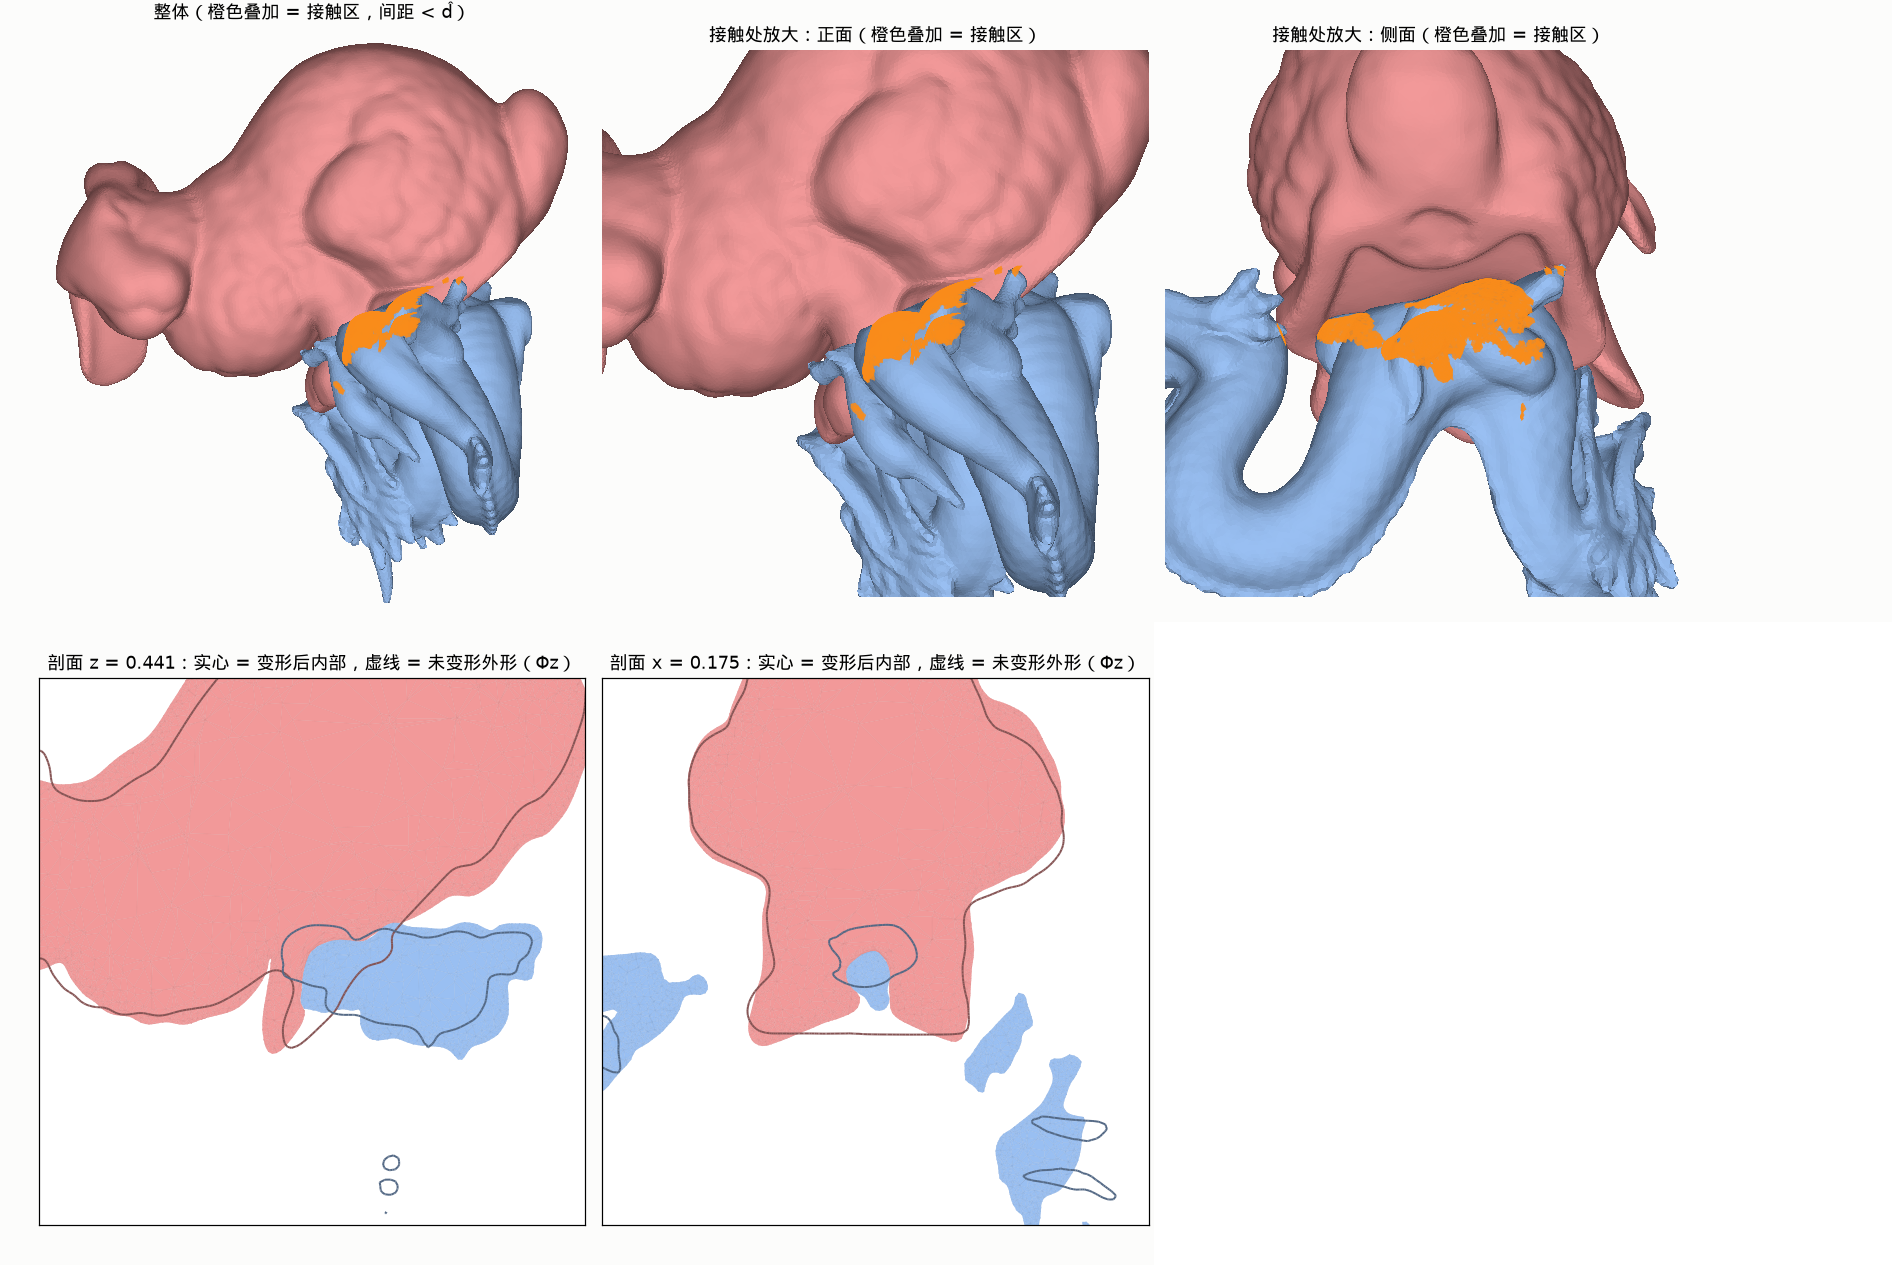 整体（橙色叠加 = 接触区，间距 < d̂）
接触处放大：正面（橙色叠加 = 接触区）
接触处放大：侧面（橙色叠加 = 接触区）
剖面 z = 0.441：实心 = 变形后内部，虚线 = 未变形外形（Φz）
剖面 x = 0.175：实心 = 变形后内部，虚线 = 未变形外形（Φz）